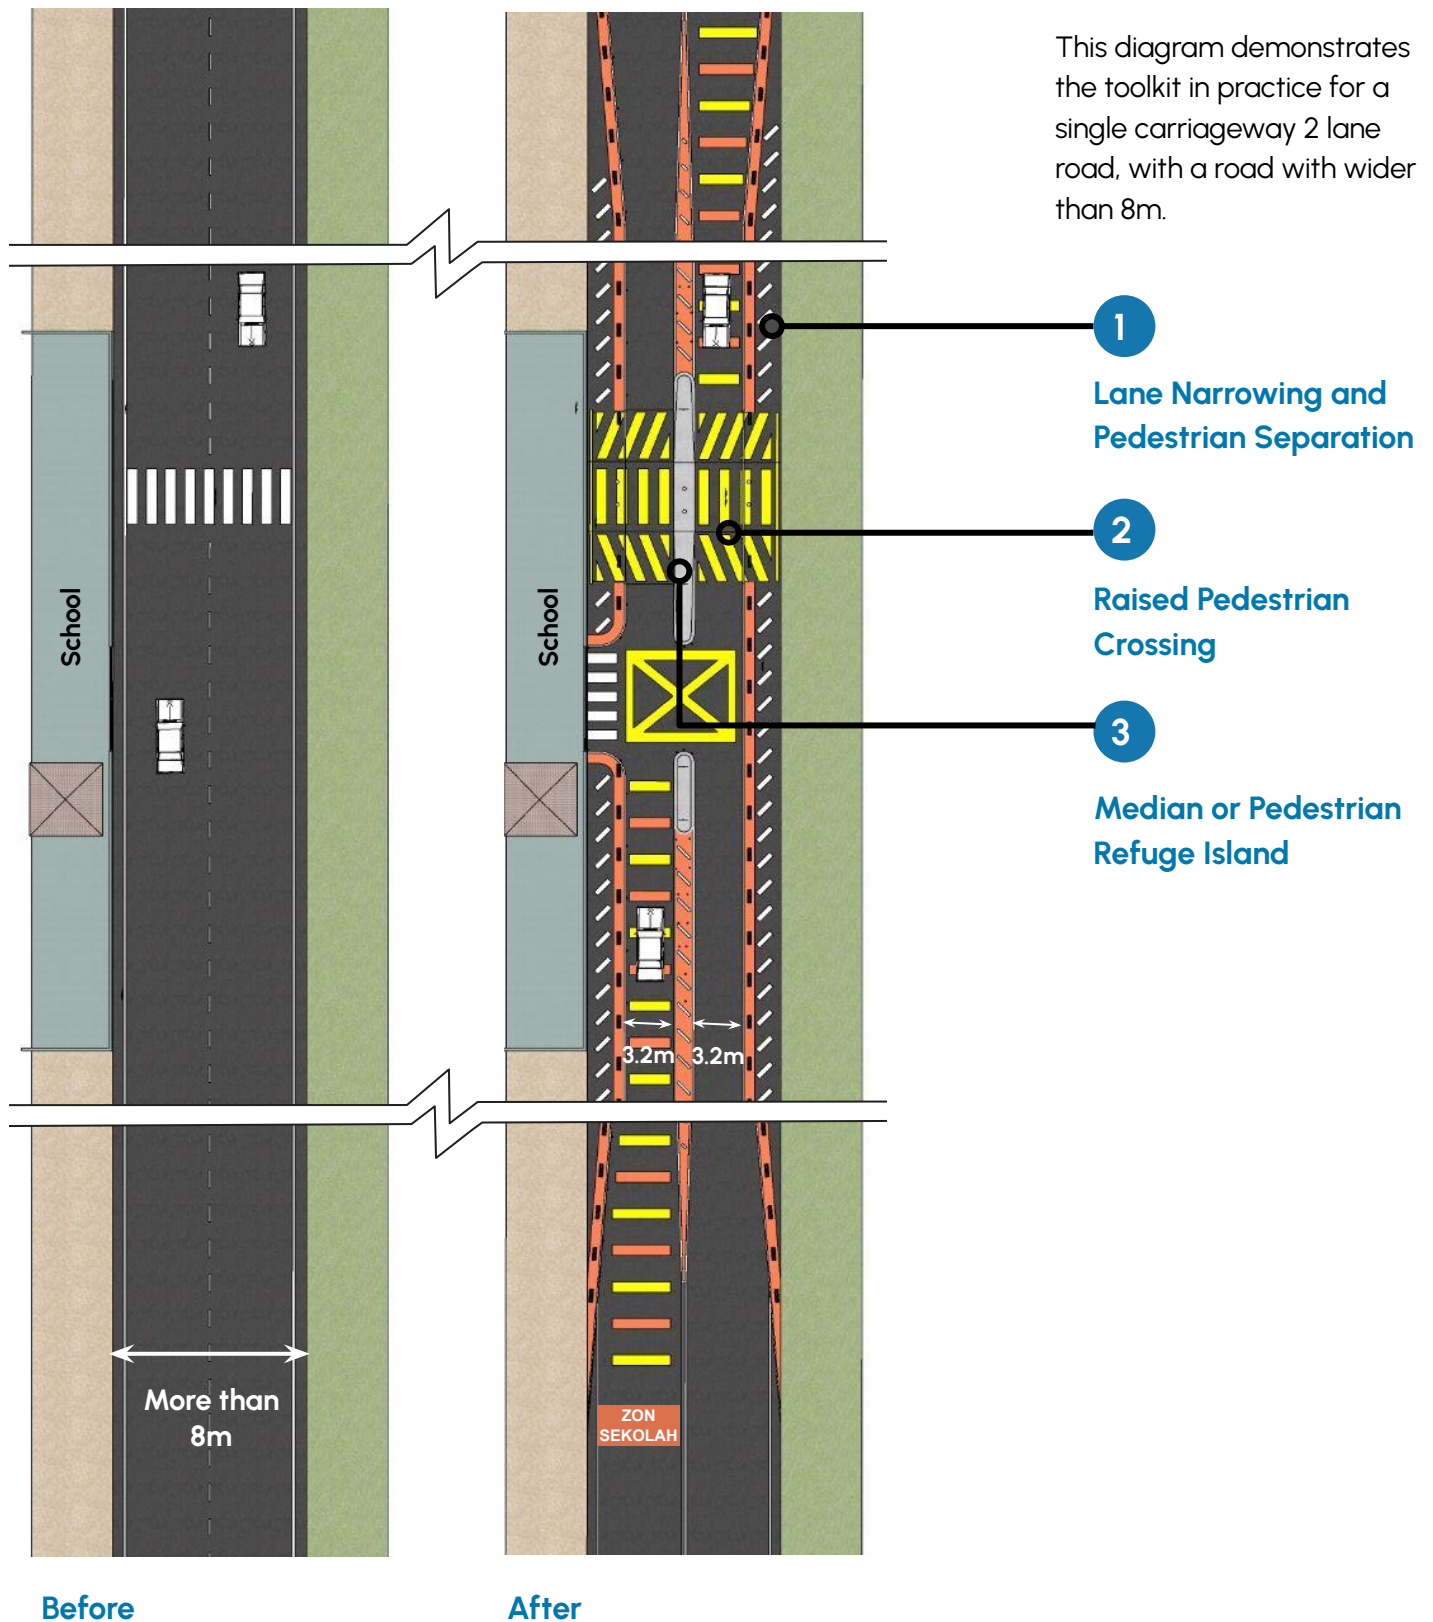 This diagram demonstrates
the toolkit in practice for a
single carriageway 2 lane
road, with a road with wider
than 8m.
School
School
1
Lane Narrowing and
Pedestrian Separation
2
Raised Pedestrian
Crossing
3
Median or Pedestrian
Refuge Island
3.2m 3.2m
More than
8m
ZON
SEKOLAH
Before
After